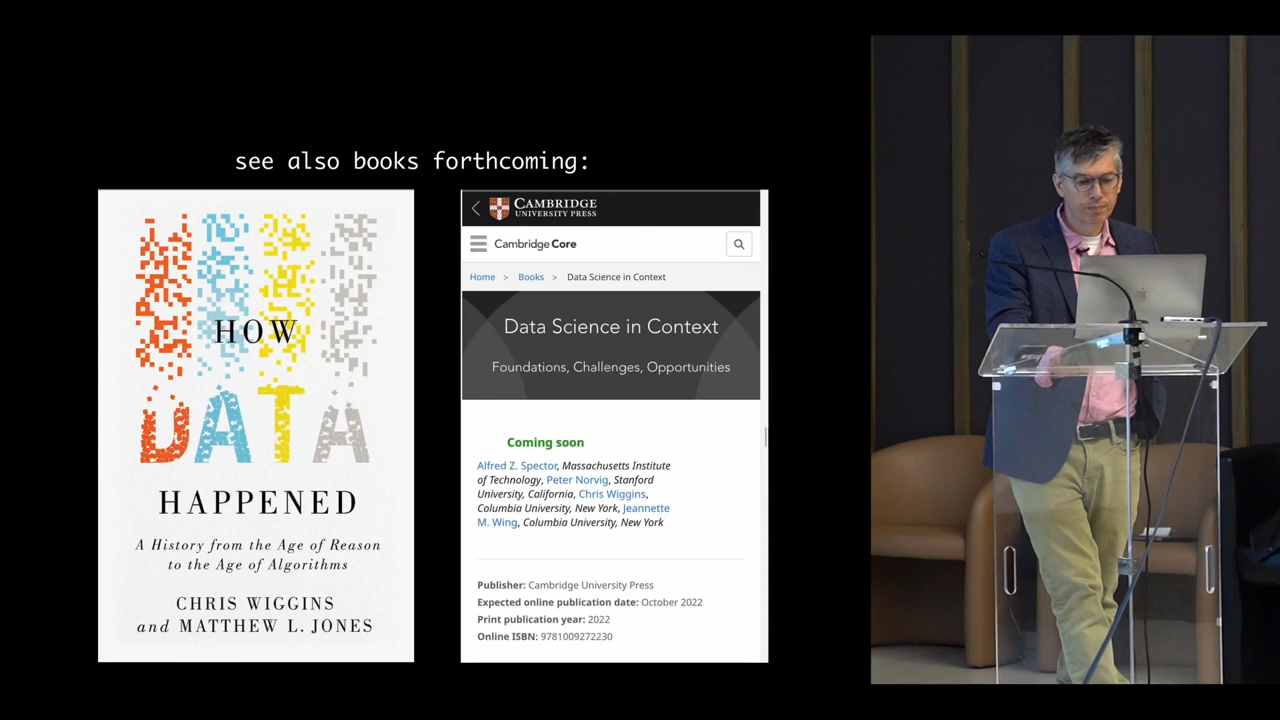 see also books forthcoming:
HOW
DATA
HAPPENED
A History from the Age of Reason
to the Age of Algorithms
CHRIS WIGGINS
and MATTHEW L. JONES
CAMBRIDGE
UNIVERSITY PRESS
Cambridge Core
Home > Books > Data Science in Context
Data Science in Context
Foundations, Challenges, Opportunities
Coming soon
Alfred Z. Spector, Massachusetts Institute
of Technology, Peter Norvig, Stanford
University, California, Chris Wiggins,
Columbia University, New York, Jeannette
M. Wing, Columbia University, New York
Publisher: Cambridge University Press
Expected online publication date: October 2022
Print publication year: 2022
Online ISBN: 9781009272230